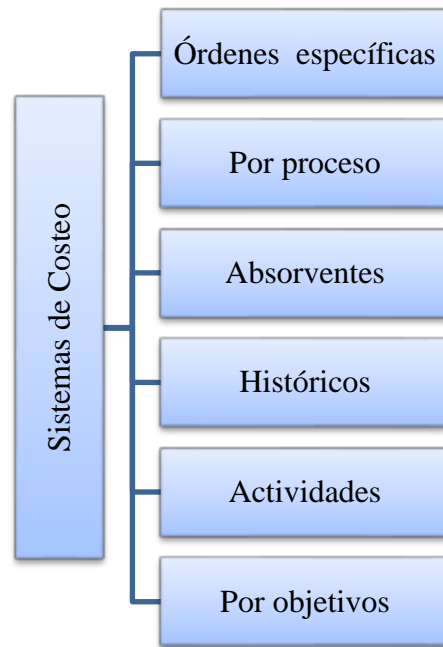 Sistemas de Costeo
Órdenes específicas
Por proceso
Absorventes
Históricos
Actividades
Por objetivos